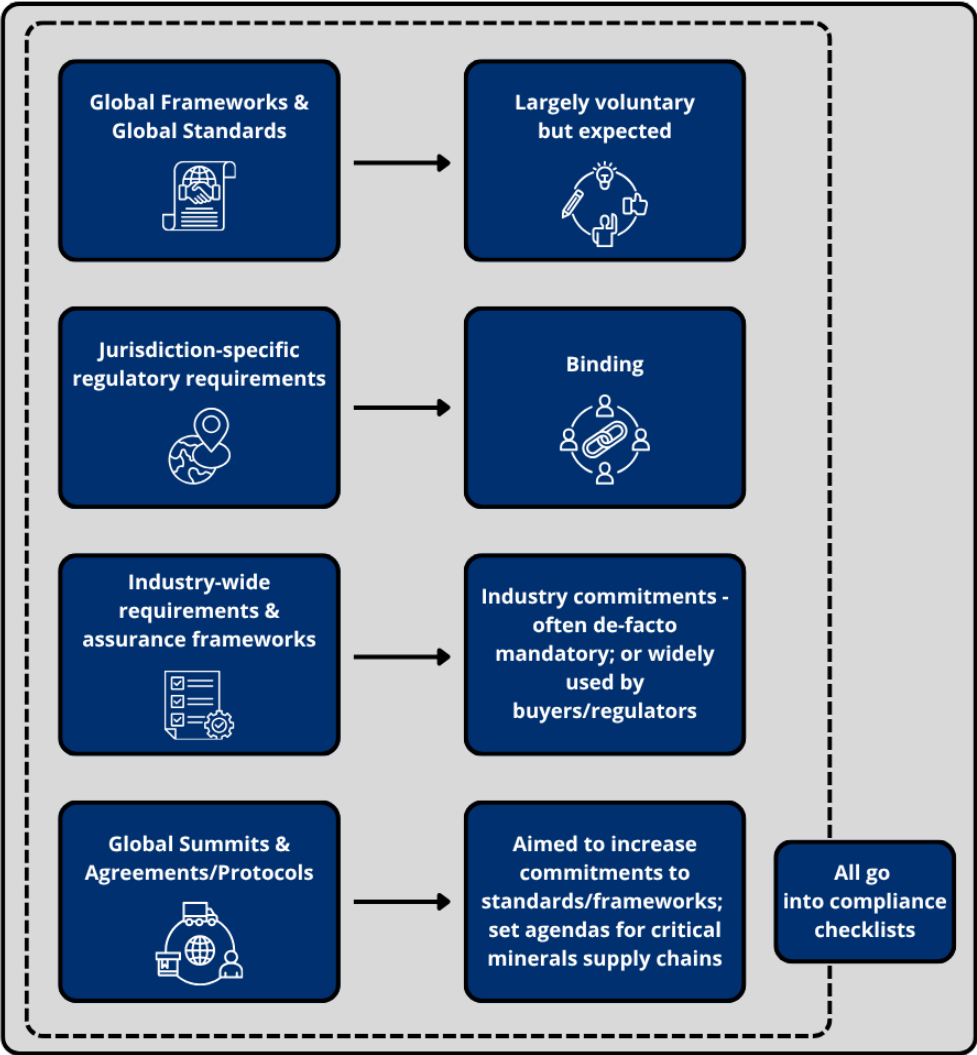 Global Frameworks &
Global Standards
Largely voluntary
but expected
Jurisdiction-specific
regulatory requirements
Binding
Industry-wide
requirements &
assurance frameworks
Industry commitments -
often de-facto
mandatory; or widely
used by
buyers/regulators
Global Summits &
Agreements/Protocols
Aimed to increase
commitments to
standards/frameworks;
set agendas for critical
minerals supply chains
All go
into compliance
checklists